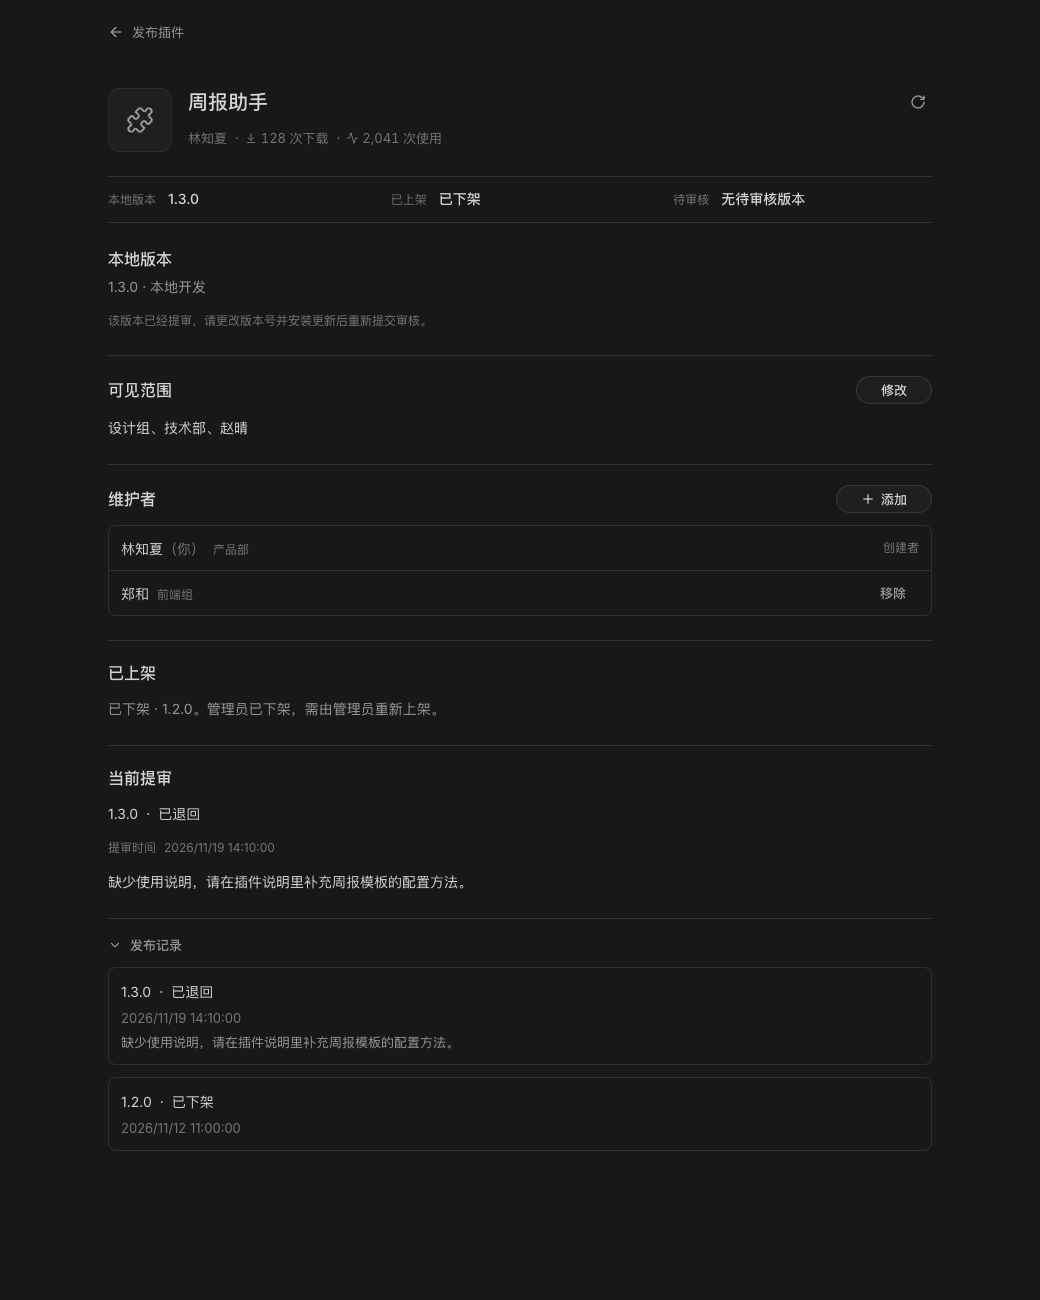 发布插件
周报助手
林知夏 · 128 次下载 · 2,041 次使用
本地版本 1.3.0 已上架 已下架 待审核 无待审核版本
本地版本
1.3.0 · 本地开发
该版本已经提审，请更改版本号并安装更新后重新提交审核。
可见范围 修改
设计组、技术部、赵晴
维护者 添加
林知夏（你） 产品部 创建者
郑和 前端组 移除
已上架
已下架 · 1.2.0。管理员已下架，需由管理员重新上架。
当前提审
1.3.0 · 已退回
提审时间 2026/11/19 14:10:00
缺少使用说明，请在插件说明里补充周报模板的配置方法。
发布记录
1.3.0 · 已退回
2026/11/19 14:10:00
缺少使用说明，请在插件说明里补充周报模板的配置方法。
1.2.0 · 已下架
2026/11/12 11:00:00